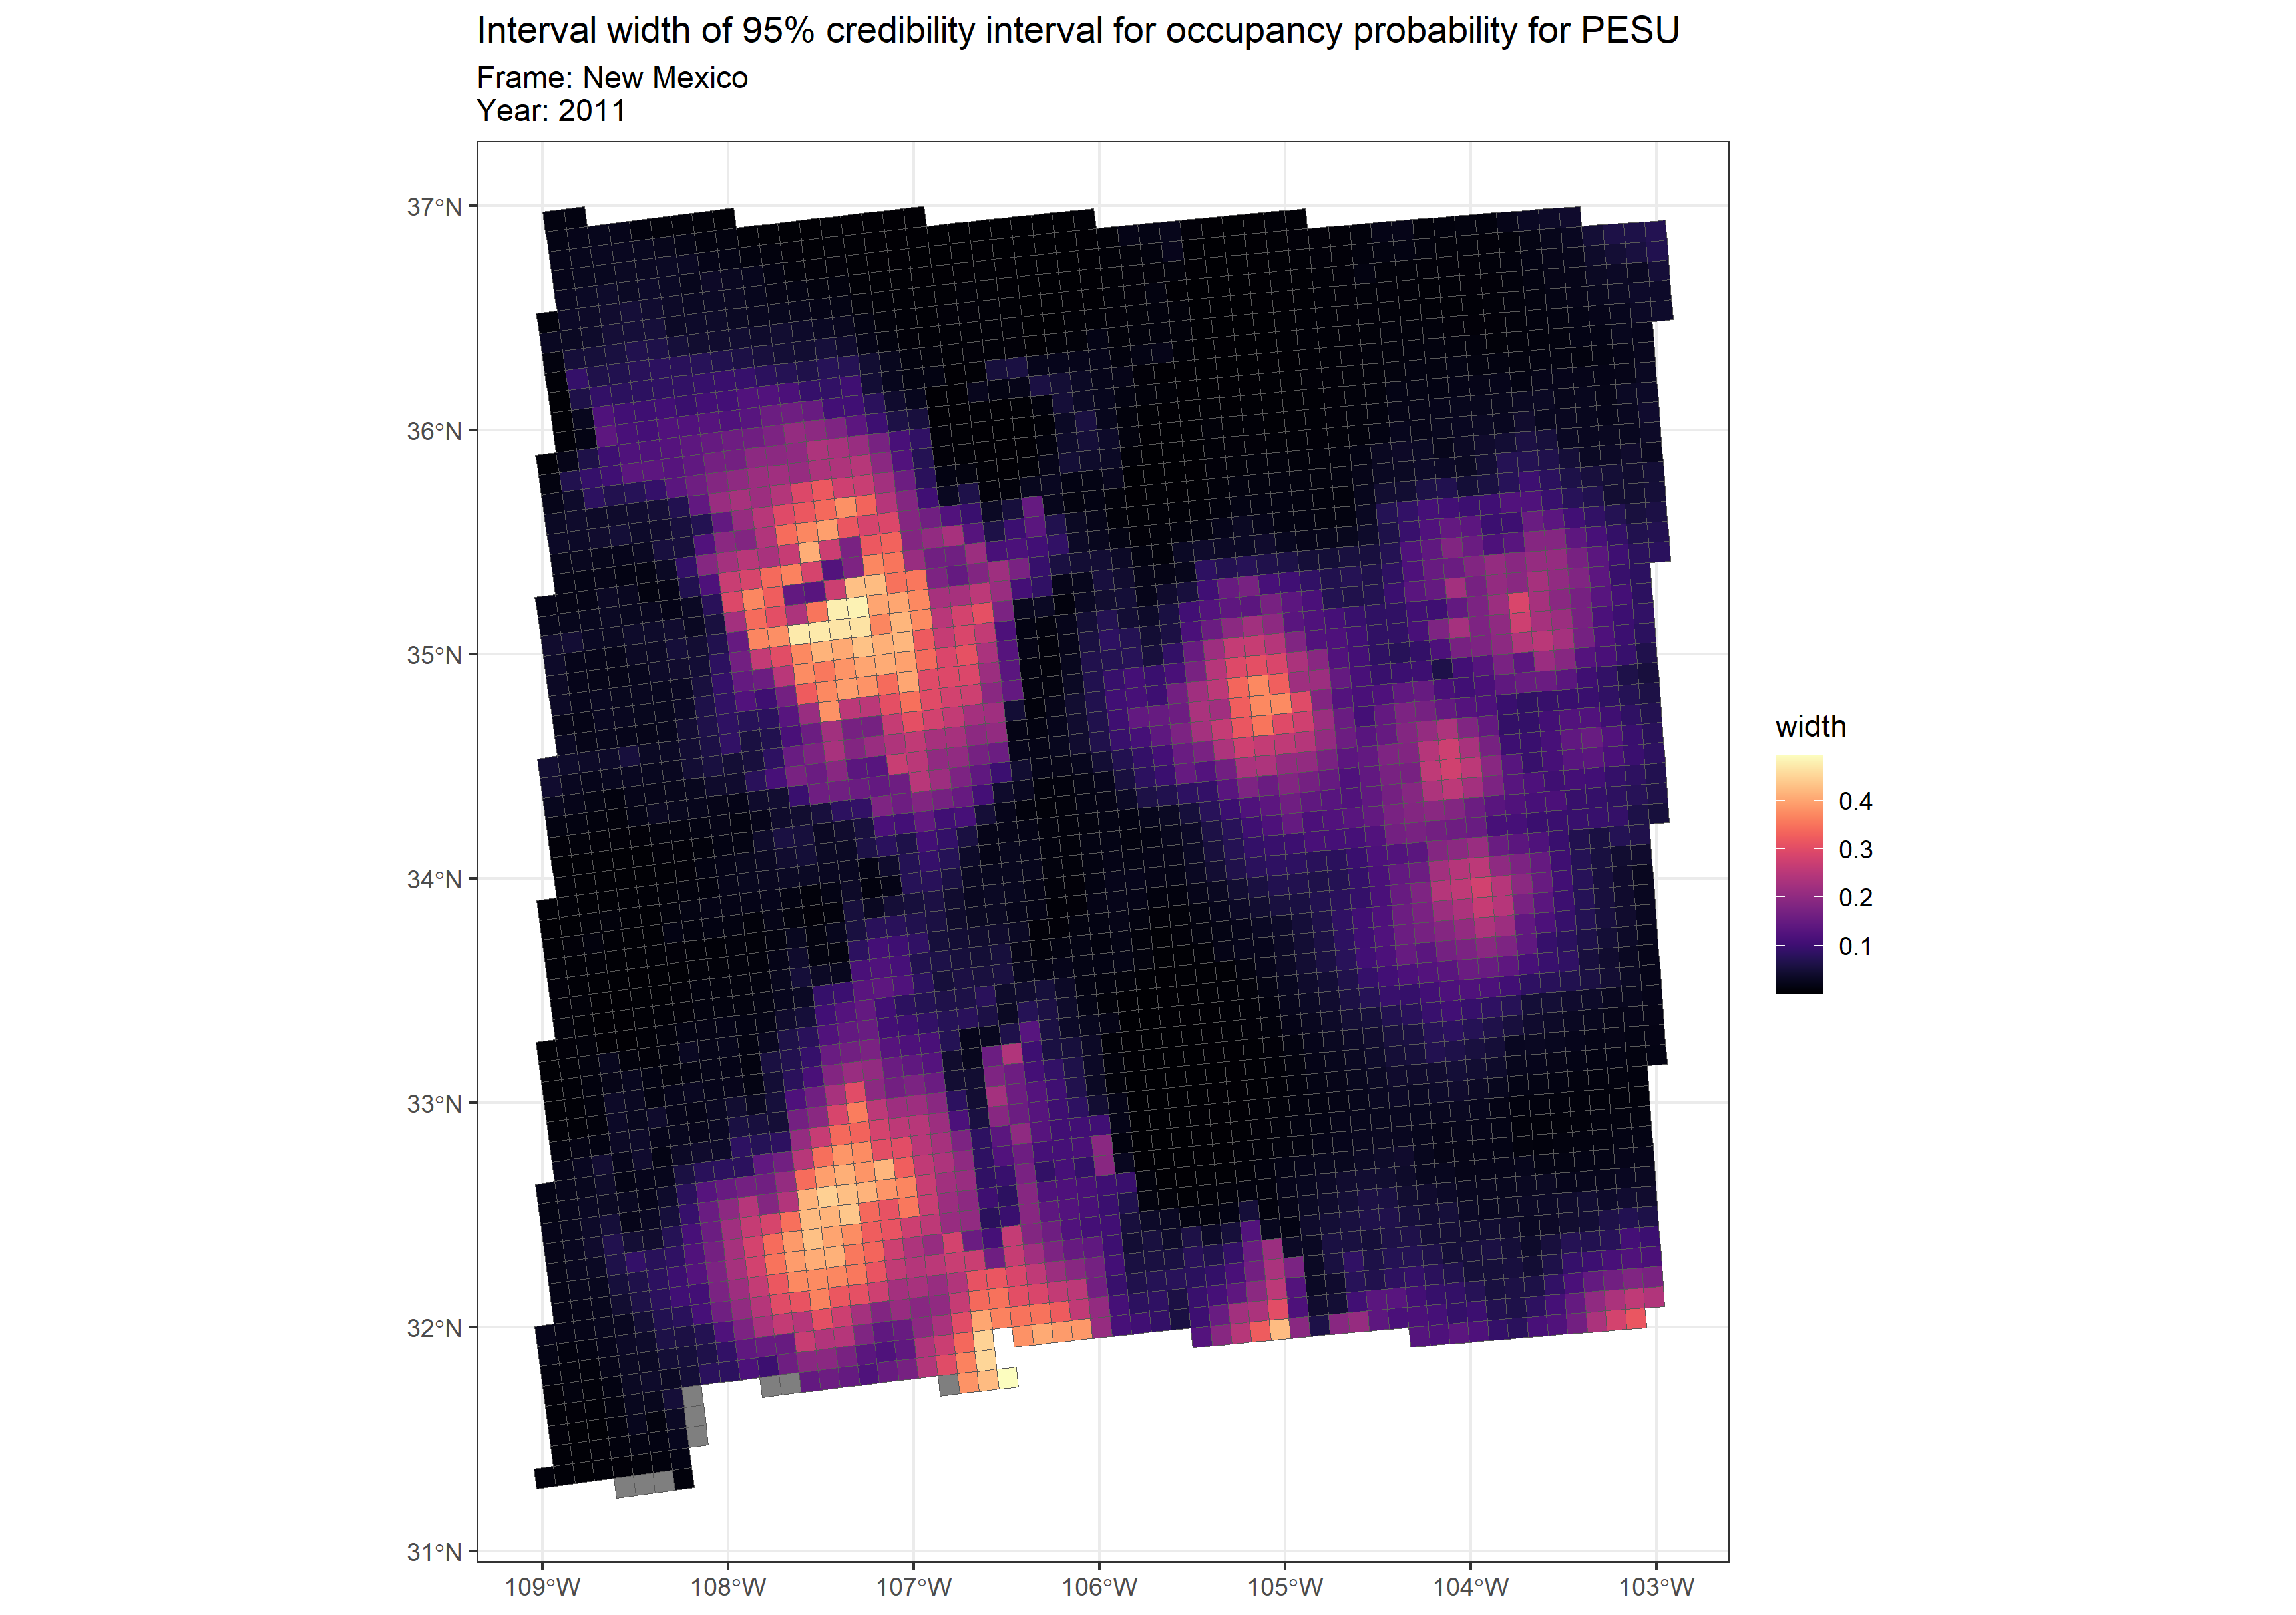 Interval width of 95% credibility interval for occupancy probability for PESU
Frame: New Mexico
Year: 2011
37°N
36°N
35°N
34°N
33°N
32°N
31°N
109°W 108°W 107°W 106°W 105°W 104°W 103°W
width
0.4
0.3
0.2
0.1